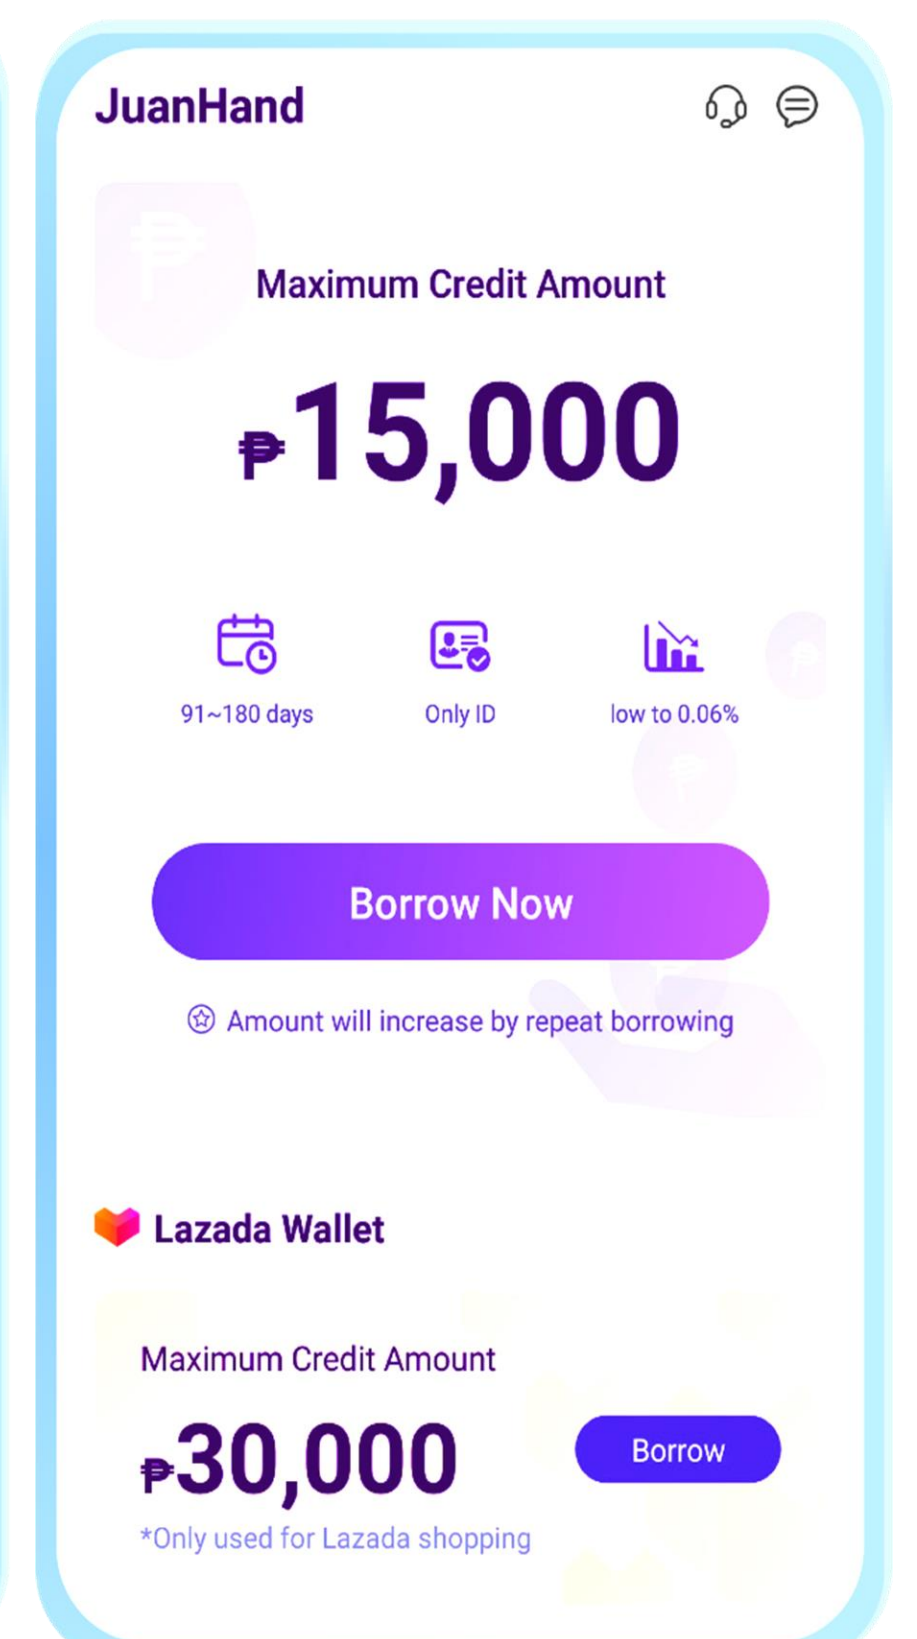 JuanHand
Maximum Credit Amount
₱15,000
91~180 days
Only ID
low to 0.06%
Borrow Now
Amount will increase by repeat borrowing
Lazada Wallet
Maximum Credit Amount
₱30,000
Borrow
*Only used for Lazada shopping